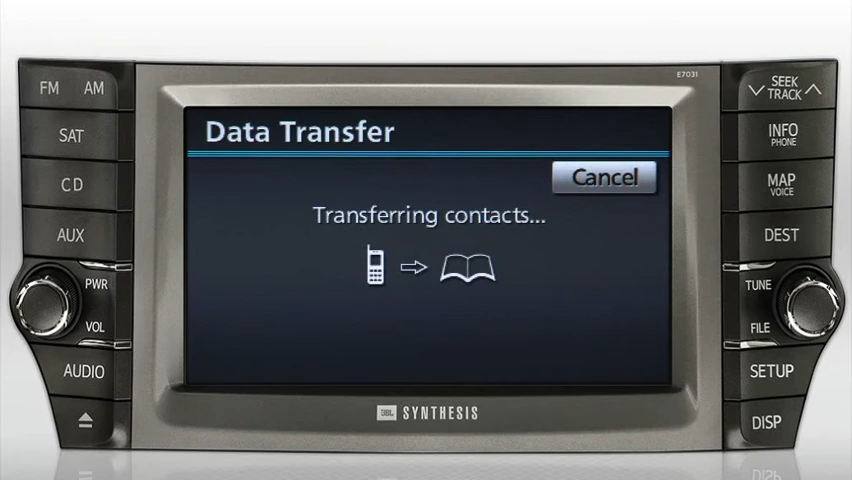 E7031
FM AM
SAT
CD
AUX
PWR
VOL
AUDIO
Data Transfer
Cancel
Transferring contacts...
JBL SYNTHESIS
SEEK
TRACK
INFO
PHONE
MAP
VOICE
DEST
TUNE
FILE
SETUP
DISP